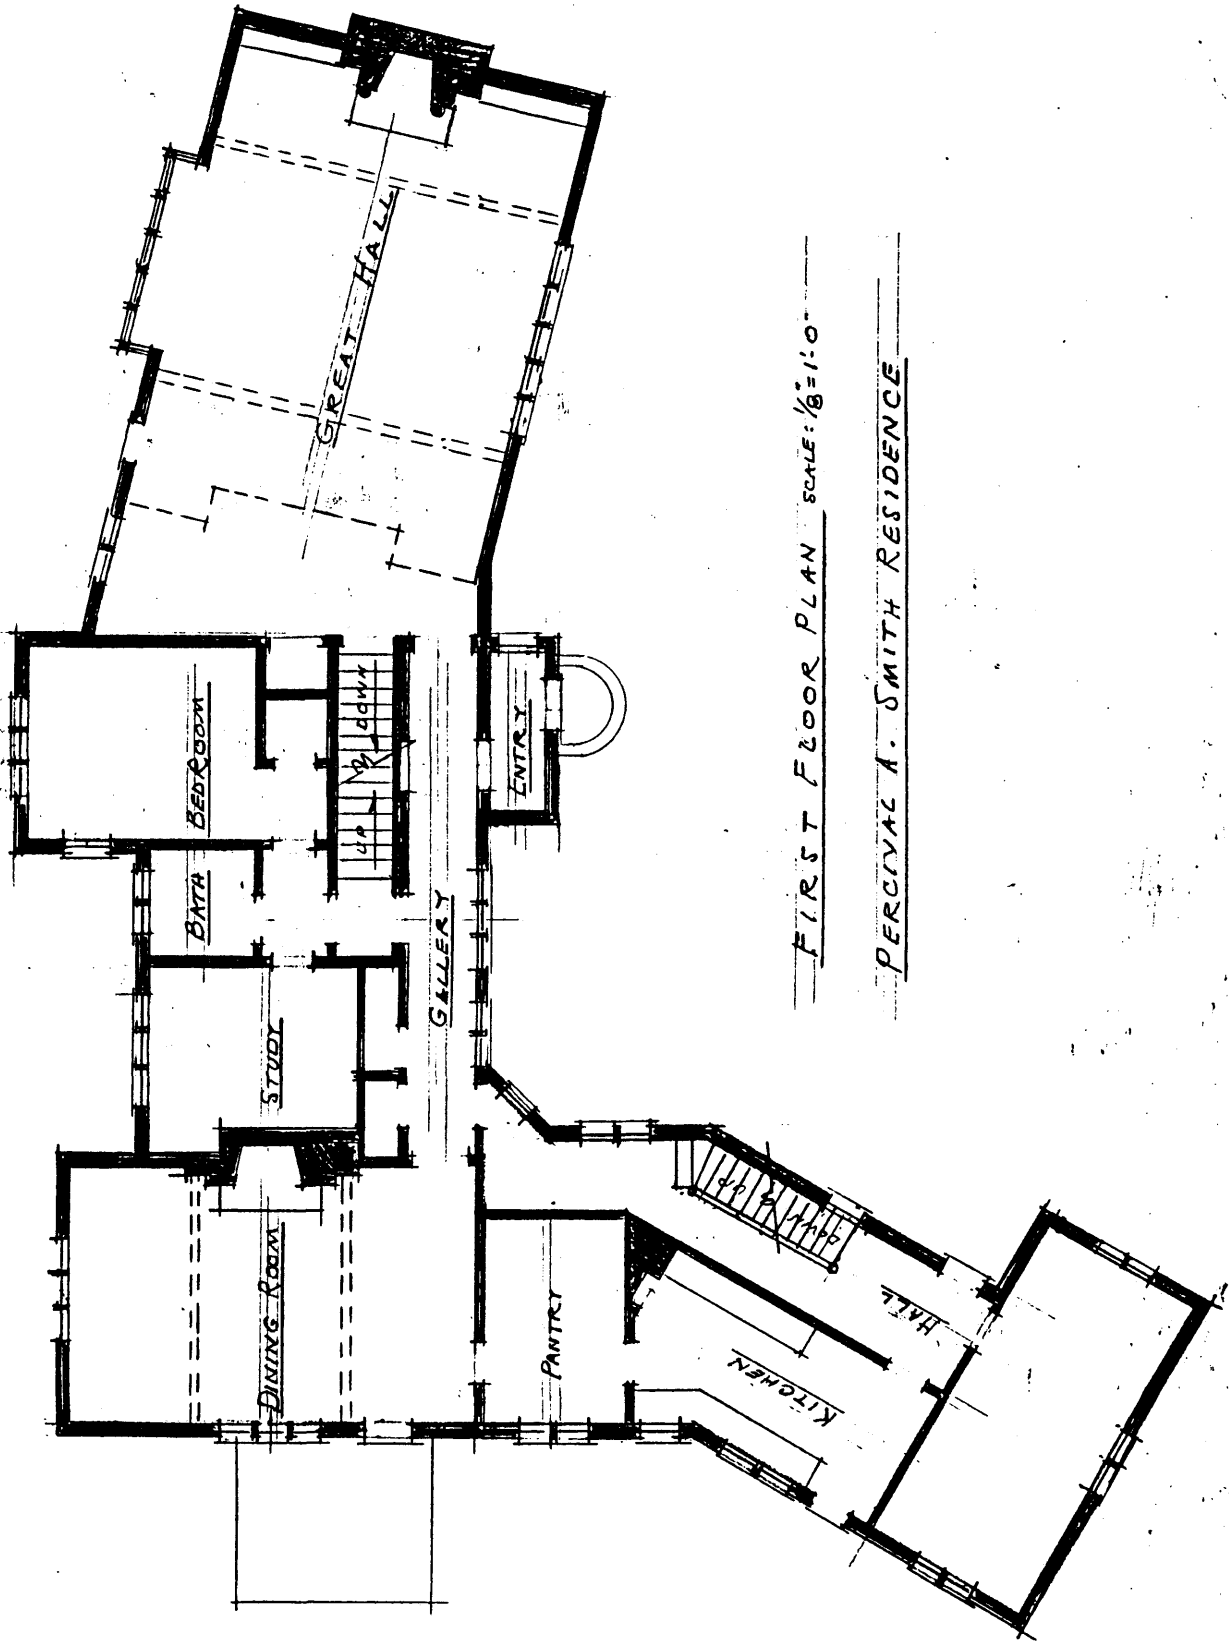 GREAT HALL
BEDROOM
DOWN
UP
ENTRY
BATH
GALLERY
STUDY
DINING ROOM
PANTRY
KITCHEN
HALL
UP
DOWN
FIRST FLOOR PLAN SCALE: 1/8"=1'-0"
PERCIVAL A. SMITH RESIDENCE